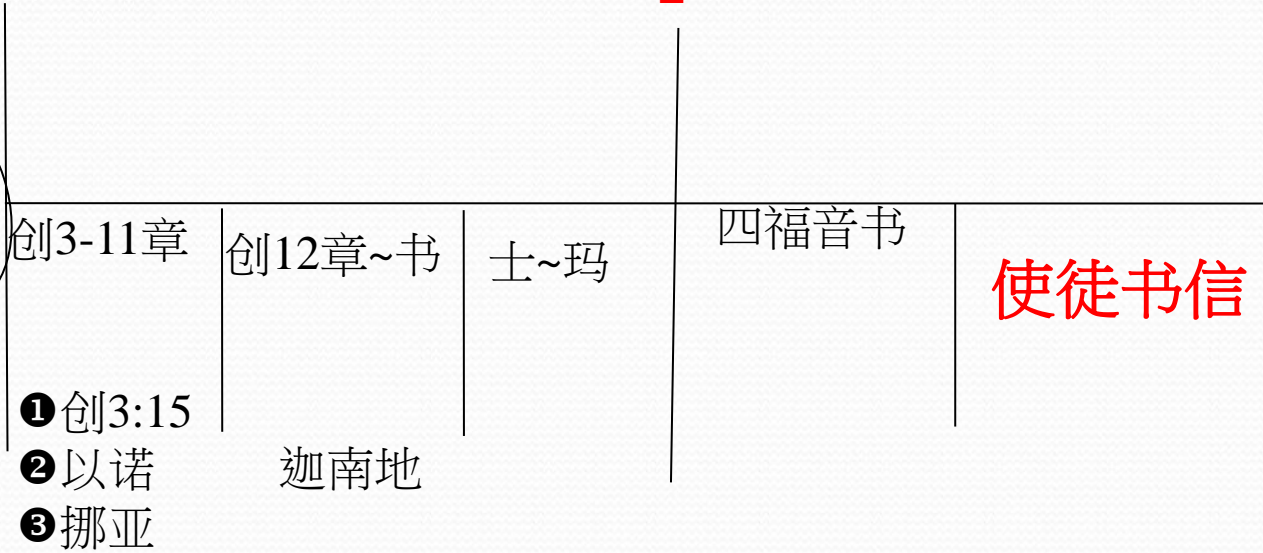 创3-11章
创12章~书
士~玛
四福音书
使徒书信
❶创3:15
❷以诺
迦南地
❸挪亚